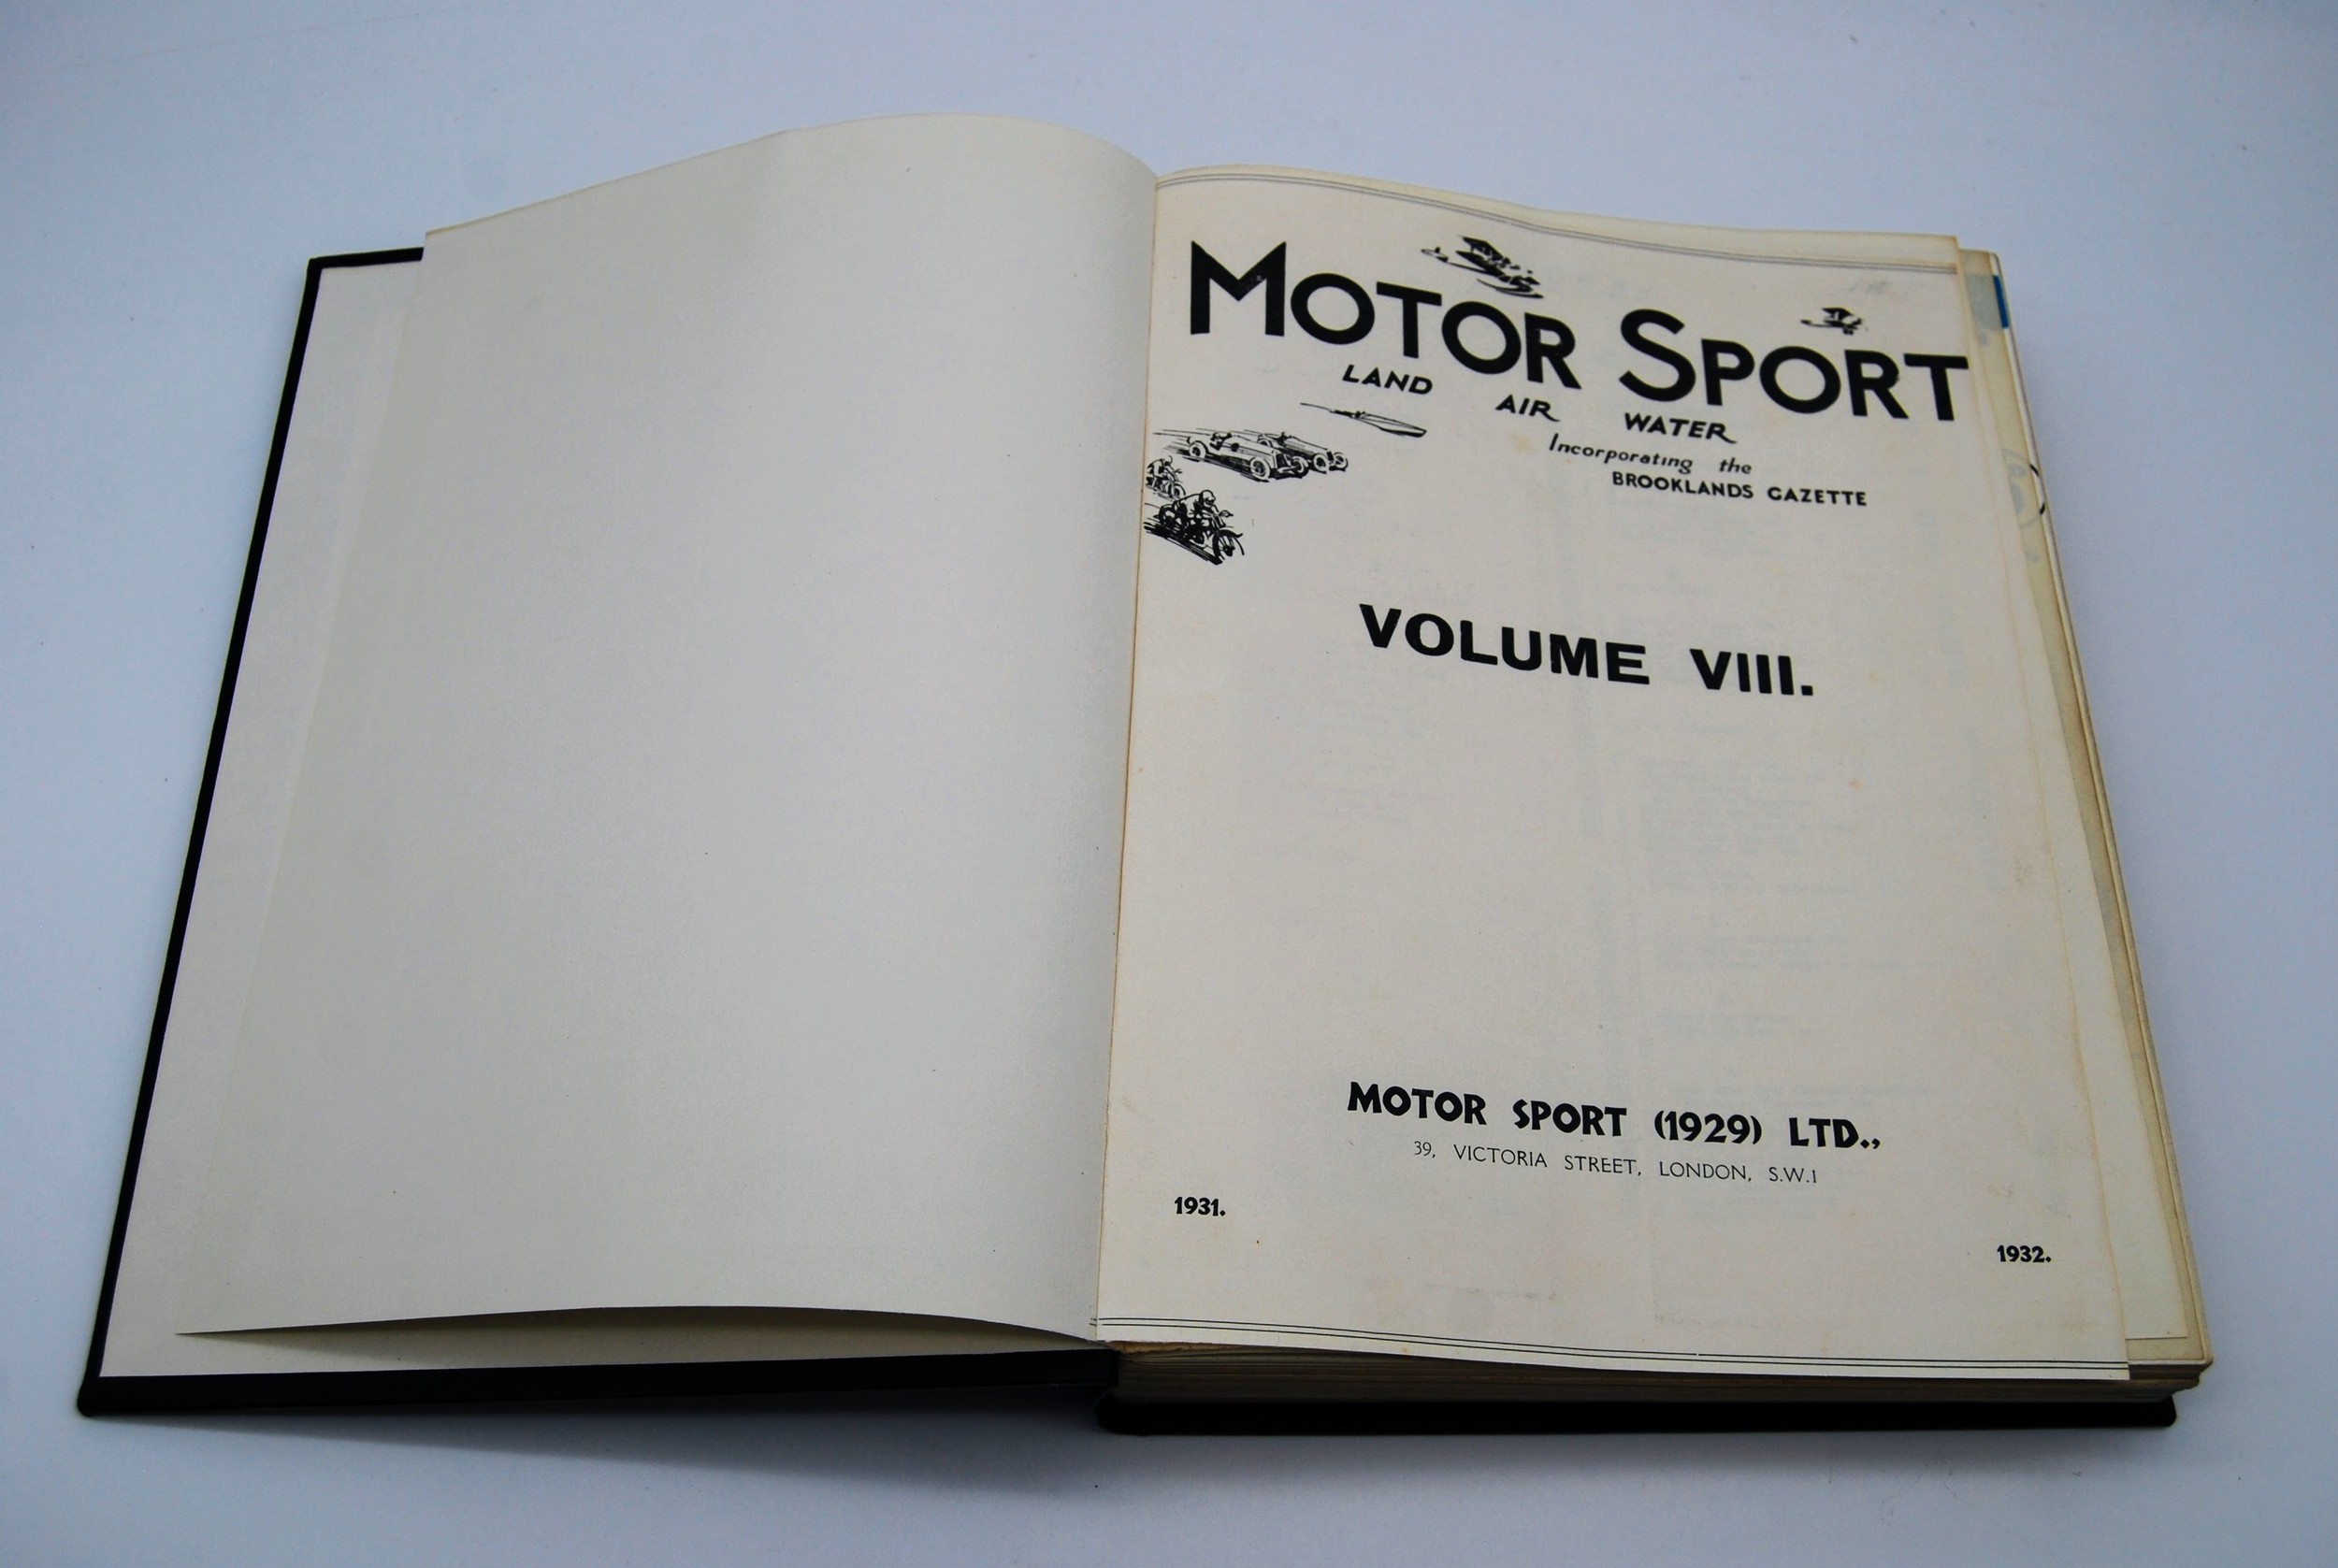 MOTOR SPORT
LAND AIR WATER
Incorporating the
BROOKLANDS GAZETTE
VOLUME VIII.
MOTOR SPORT (1929) LTD.,
39, VICTORIA STREET, LONDON, S.W.1
1931.
1932.